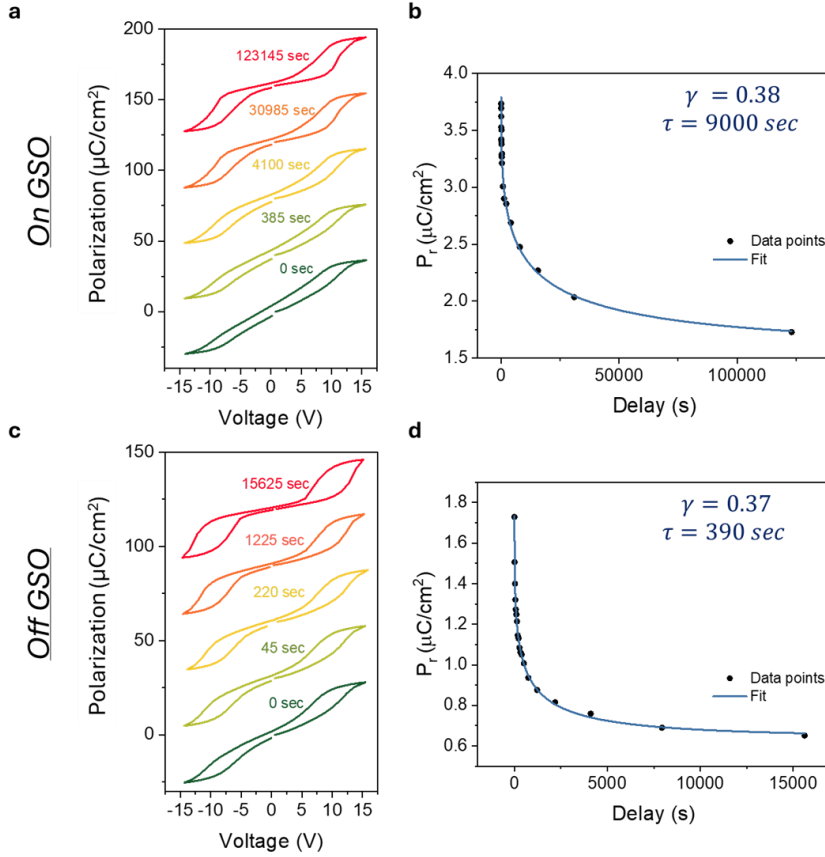 a
On GSO
Polarization (μC/cm²)
200
150
100
50
0
123145 sec
30985 sec
4100 sec
385 sec
0 sec
-15 -10 -5 0 5 10 15
Voltage (V)
b
Pr (μC/cm²)
4.0
3.5
3.0
2.5
2.0
1.5
γ = 0.38
τ = 9000 sec
Data points
Fit
0 50000 100000
Delay (s)
c
Off GSO
Polarization (μC/cm²)
150
100
50
0
15625 sec
1225 sec
220 sec
45 sec
0 sec
-15 -10 -5 0 5 10 15
Voltage (V)
d
Pr (μC/cm²)
1.8
1.6
1.4
1.2
1.0
0.8
0.6
γ = 0.37
τ = 390 sec
Data points
Fit
0 5000 10000 15000
Delay (s)